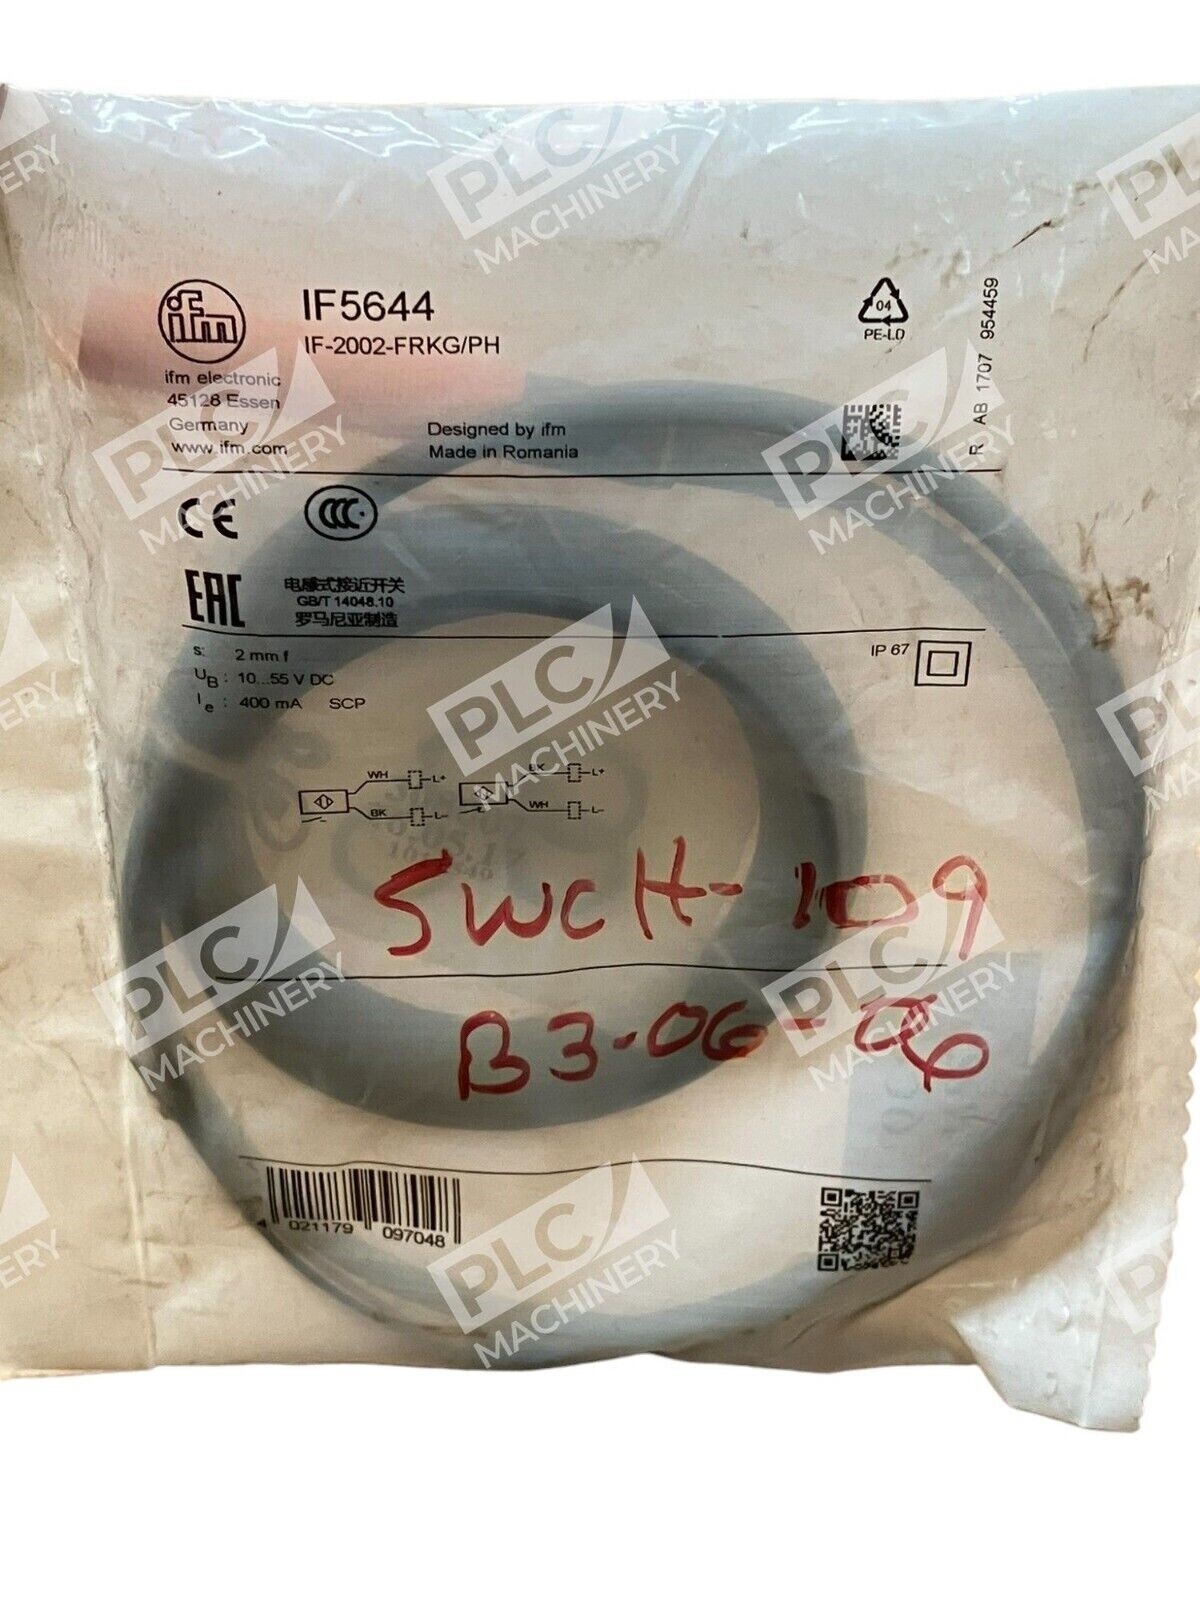 ifm
IF5644
IF-2002-FRKG/PH
ifm electronic
45128 Essen
Germany
www.ifm.com
Designed by ifm
Made in Romania
04
PE-LD
R AB 1707 954459
CE
CCC
EAC
电感式接近开关
GB/T 14048.10
罗马尼亚制造
s: 2 mm f
UB : 10...55 V DC
Ie : 400 mA SCP
IP 67
WH L+
BK L-
BK L+
WH L-
SWCH-109
B3-06-06
4 021179 097048
PLC MACHINERY